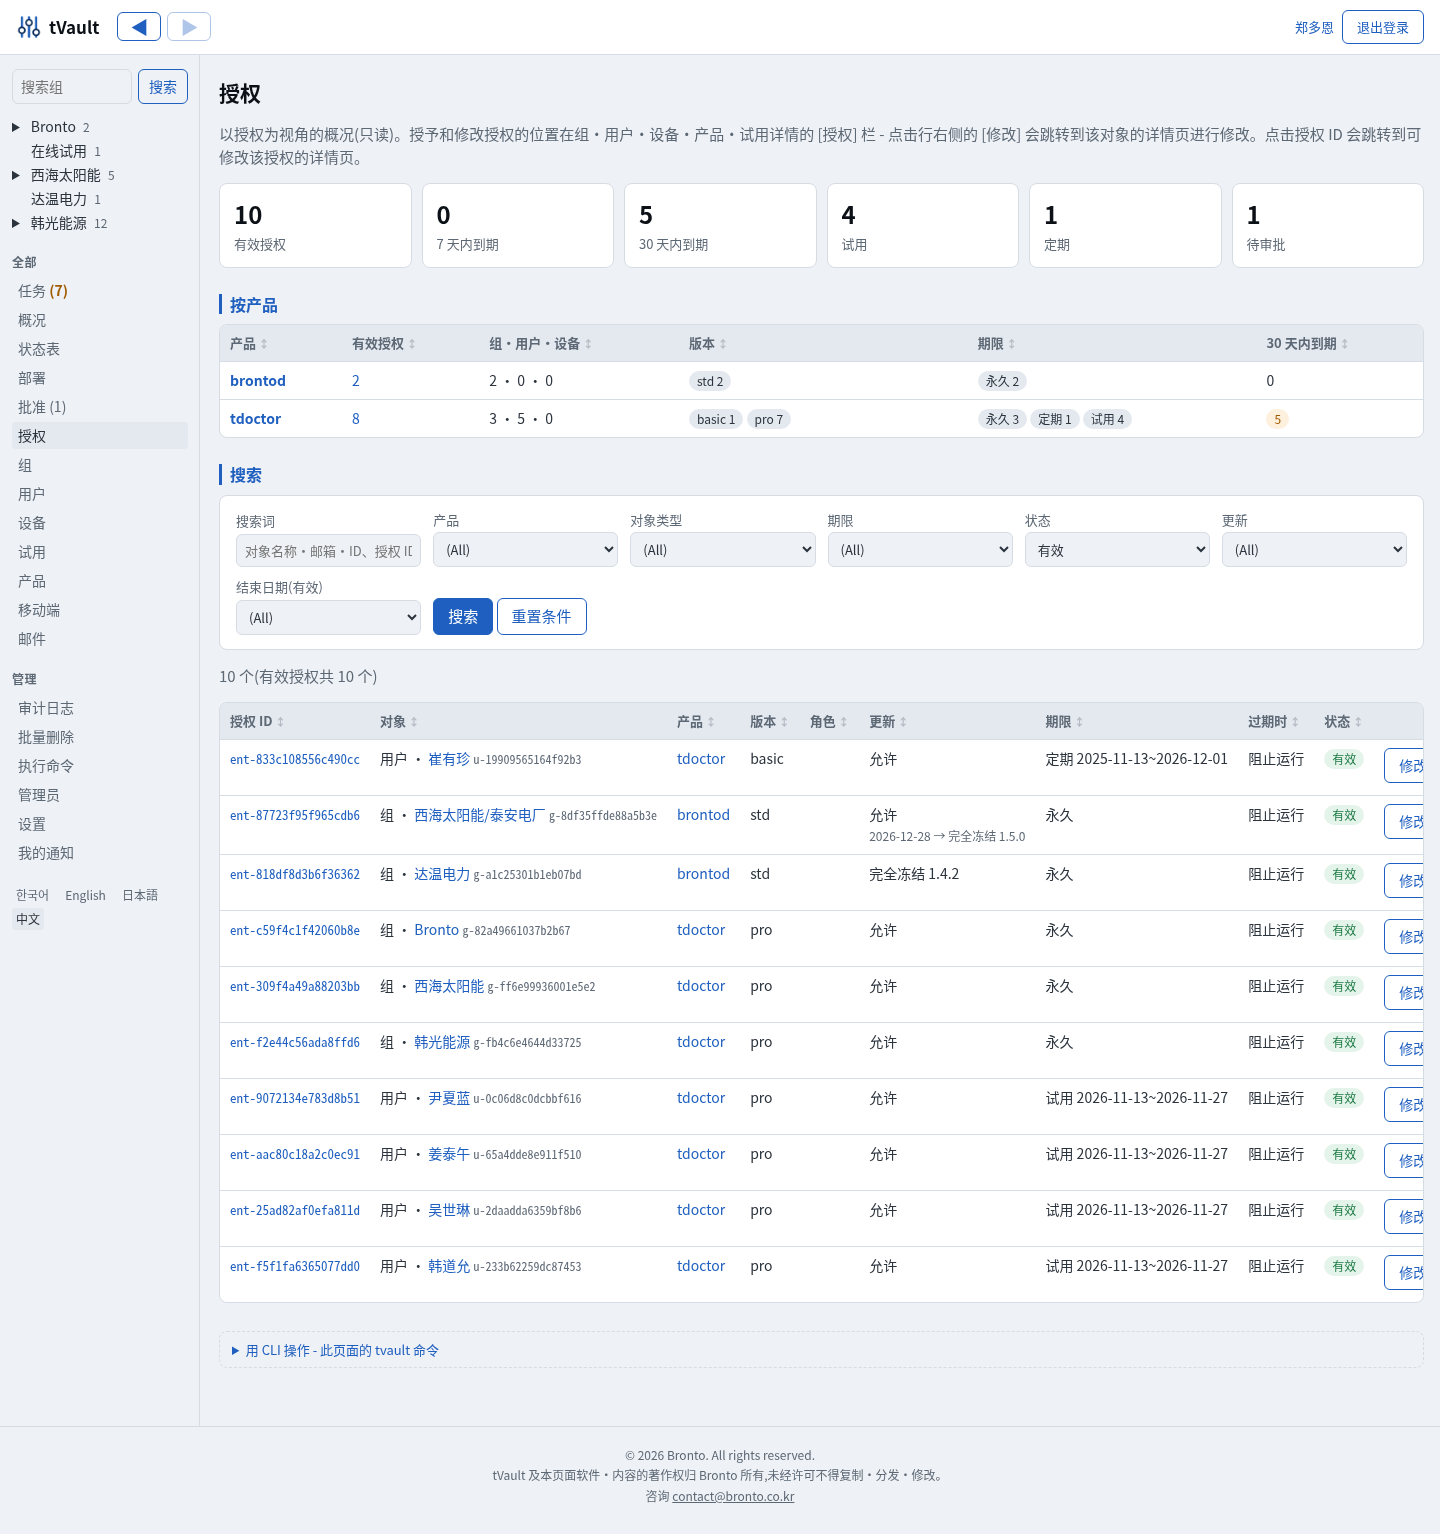 tVault ◀ ▶ 郑多恩 退出登录
搜索组 搜索
▶ Bronto 2
在线试用 1
▶ 西海太阳能 5
达温电力 1
▶ 韩光能源 12
全部
任务 (7)
概况
状态表
部署
批准 (1)
授权
组
用户
设备
试用
产品
移动端
邮件
管理
审计日志
批量删除
执行命令
管理员
设置
我的通知
한국어 English 日本語
中文
授权
以授权为视角的概况(只读)。授予和修改授权的位置在组・用户・设备・产品・试用详情的 [授权] 栏 - 点击行右侧的 [修改] 会跳转到该对象的详情页进行修改。点击授权 ID 会跳转到可
修改该授权的详情页。
10 0 5 4 1 1
有效授权 7 天内到期 30 天内到期 试用 定期 待审批
按产品
产品 ↕ 有效授权 ↕ 组・用户・设备 ↕ 版本 ↕ 期限 ↕ 30 天内到期 ↕
brontod 2 2 ・ 0 ・ 0 std 2 永久 2 0
tdoctor 8 3 ・ 5 ・ 0 basic 1 pro 7 永久 3 定期 1 试用 4 5
搜索
搜索词 产品 对象类型 期限 状态 更新
对象名称・邮箱・ID、授权 ID (All) (All) (All) 有效 (All)
结束日期(有效)
(All) 搜索 重置条件
10 个(有效授权共 10 个)
授权 ID ↕ 对象 ↕ 产品 ↕ 版本 ↕ 角色 ↕ 更新 ↕ 期限 ↕ 过期时 ↕ 状态 ↕
ent-833c108556c490cc 用户 ・ 崔有珍 u-19909565164f92b3 tdoctor basic 允许 定期 2025-11-13~2026-12-01 阻止运行 有效 修改
ent-87723f95f965cdb6 组 ・ 西海太阳能/泰安电厂 g-8df35ffde88a5b3e brontod std 允许 永久 阻止运行 有效 修改
2026-12-28 → 完全冻结 1.5.0
ent-818df8d3b6f36362 组 ・ 达温电力 g-a1c25301b1eb07bd brontod std 完全冻结 1.4.2 永久 阻止运行 有效 修改
ent-c59f4c1f42060b8e 组 ・ Bronto g-82a49661037b2b67 tdoctor pro 允许 永久 阻止运行 有效 修改
ent-309f4a49a88203bb 组 ・ 西海太阳能 g-ff6e99936001e5e2 tdoctor pro 允许 永久 阻止运行 有效 修改
ent-f2e44c56ada8ffd6 组 ・ 韩光能源 g-fb4c6e4644d33725 tdoctor pro 允许 永久 阻止运行 有效 修改
ent-9072134e783d8b51 用户 ・ 尹夏蓝 u-0c06d8c0dcbbf616 tdoctor pro 允许 试用 2026-11-13~2026-11-27 阻止运行 有效 修改
ent-aac80c18a2c0ec91 用户 ・ 姜泰午 u-65a4dde8e911f510 tdoctor pro 允许 试用 2026-11-13~2026-11-27 阻止运行 有效 修改
ent-25ad82af0efa811d 用户 ・ 吴世琳 u-2daadda6359bf8b6 tdoctor pro 允许 试用 2026-11-13~2026-11-27 阻止运行 有效 修改
ent-f5f1fa6365077dd0 用户 ・ 韩道允 u-233b62259dc87453 tdoctor pro 允许 试用 2026-11-13~2026-11-27 阻止运行 有效 修改
▶ 用 CLI 操作 - 此页面的 tvault 命令
© 2026 Bronto. All rights reserved.
tVault 及本页面软件・内容的著作权归 Bronto 所有,未经许可不得复制・分发・修改。
咨询 contact@bronto.co.kr